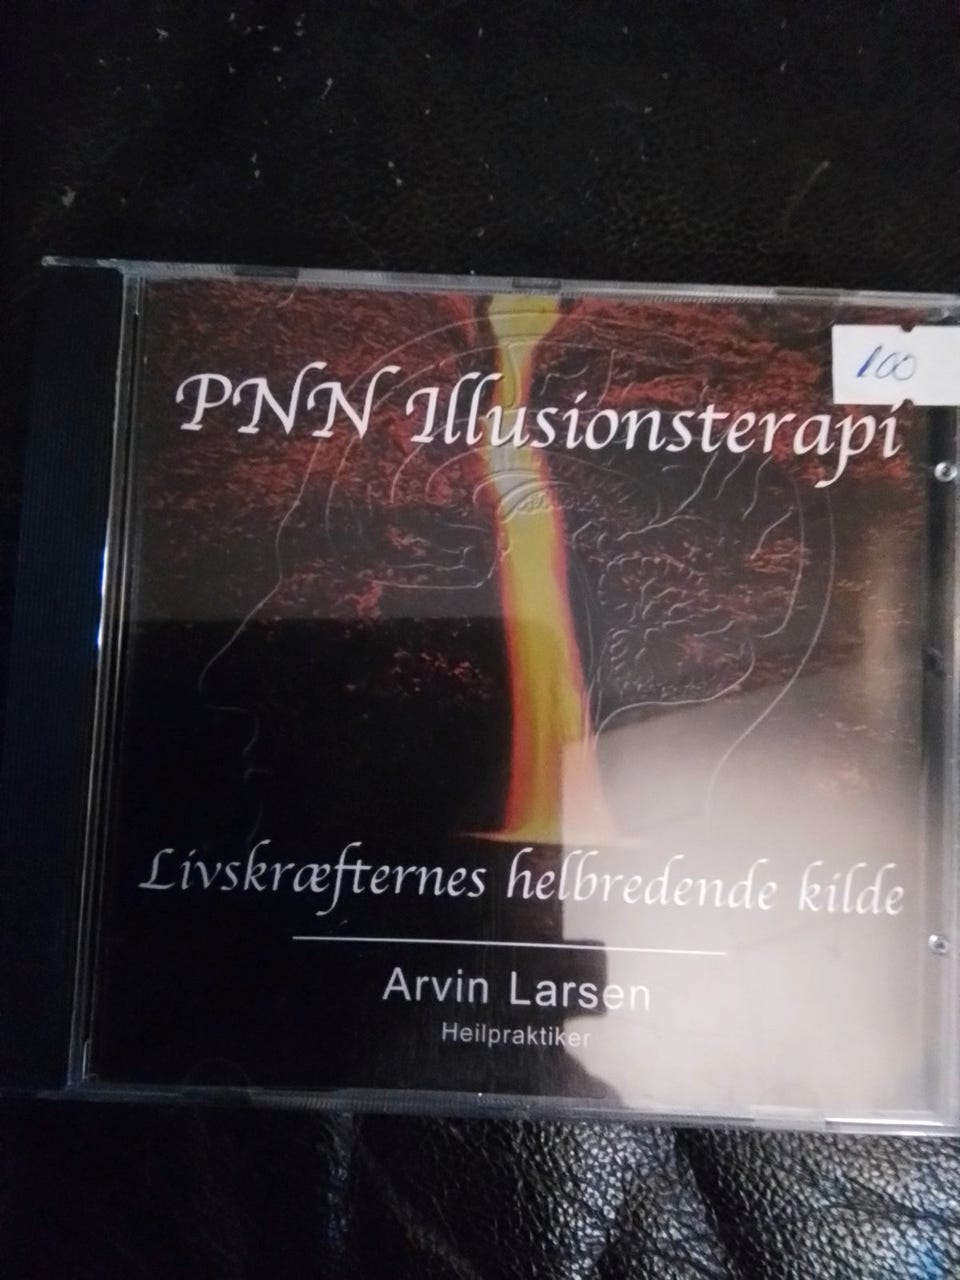 100
PNN Illusionsterapi
Livskræfternes helbredende kilde
Arvin Larsen
Heilpraktiker